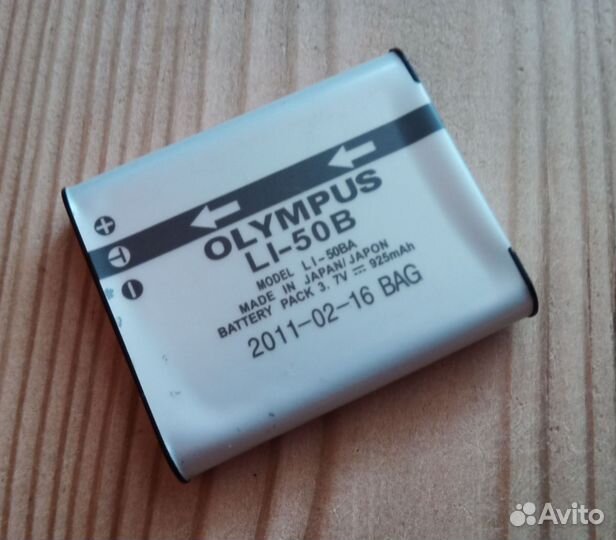 OLYMPUS
LI-50B
MODEL LI-50BA
MADE IN JAPAN/JAPON
BATTERY PACK 3.7V⎓925mAh
2011-02-16 BAG
+
T
-
Avito